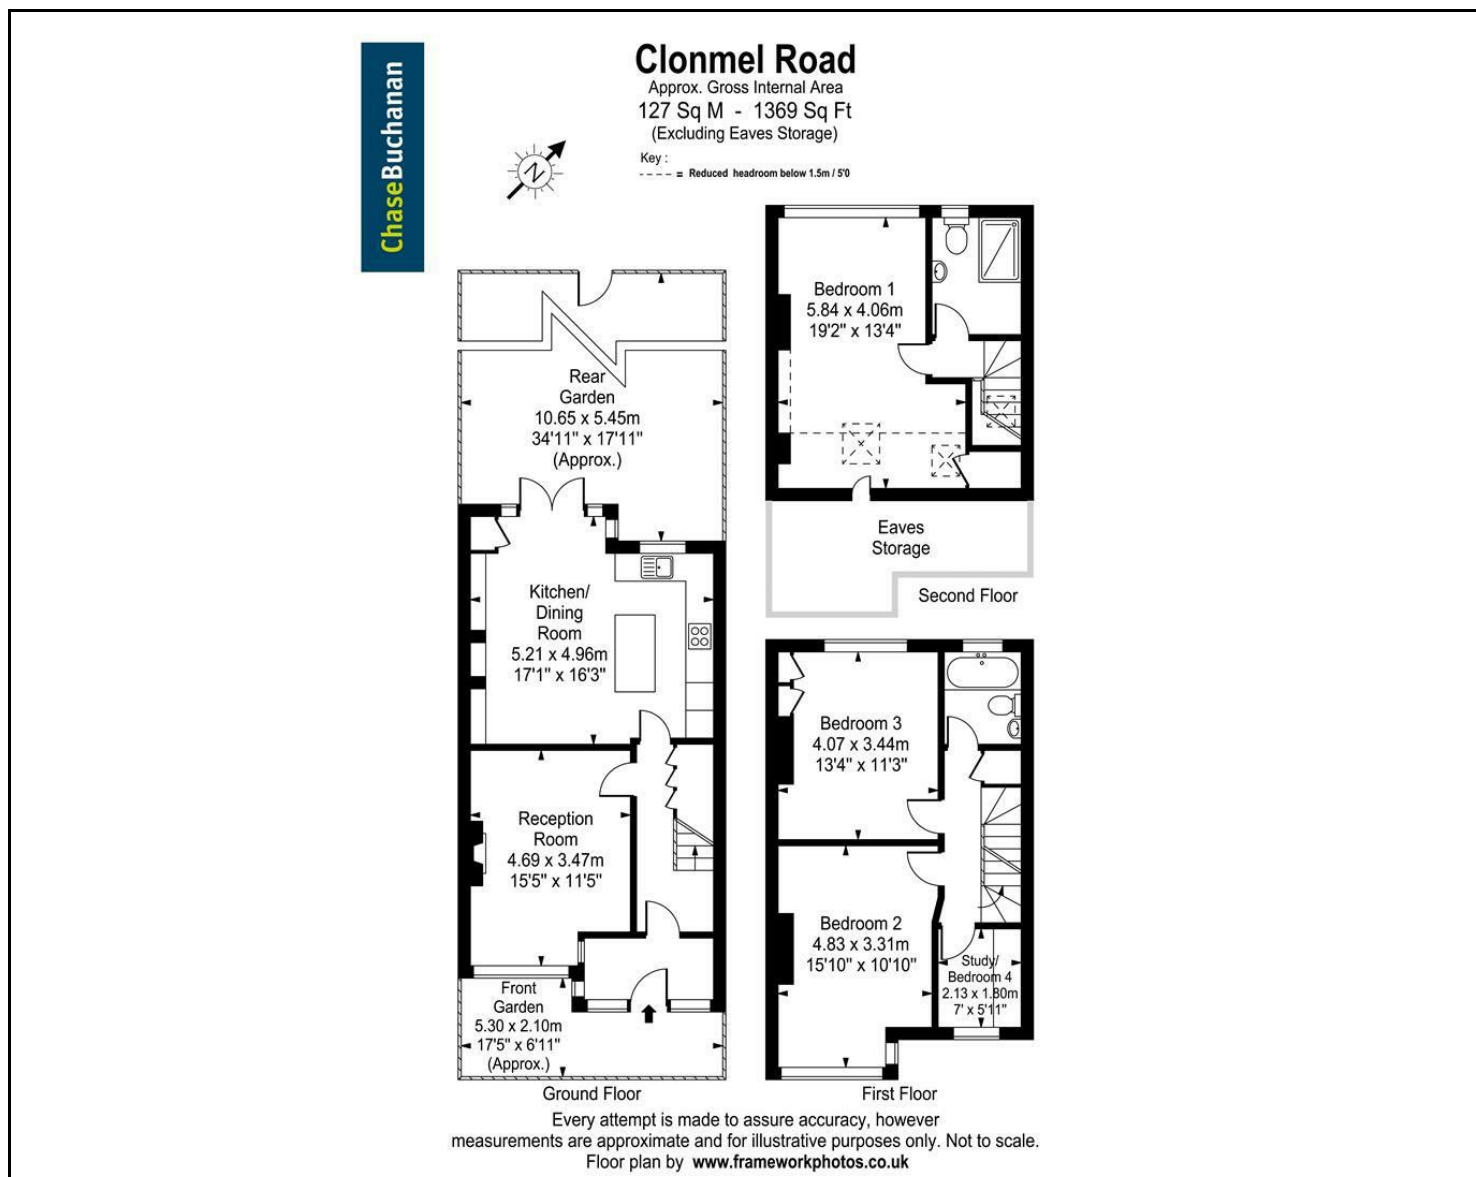 ChaseBuchanan
Clonmel Road
Approx. Gross Internal Area
127 Sq M - 1369 Sq Ft
(Excluding Eaves Storage)
Key :
= Reduced headroom below 1.5m / 5'0
N
Bedroom 1
5.84 x 4.06m
19'2" x 13'4"
Rear
Garden
10.65 x 5.45m
34'11" x 17'11"
(Approx.)
Eaves
Storage
Second Floor
Kitchen/
Dining
Room
5.21 x 4.96m
17'1" x 16'3"
Bedroom 3
4.07 x 3.44m
13'4" x 11'3"
Reception
Room
4.69 x 3.47m
15'5" x 11'5"
Bedroom 2
4.83 x 3.31m
15'10" x 10'10"
Study/
Bedroom 4
2.13 x 1.80m
7' x 5'11"
Front
Garden
5.30 x 2.10m
17'5" x 6'11"
(Approx.)
Ground Floor
First Floor
Every attempt is made to assure accuracy, however
measurements are approximate and for illustrative purposes only. Not to scale.
Floor plan by www.frameworkphotos.co.uk